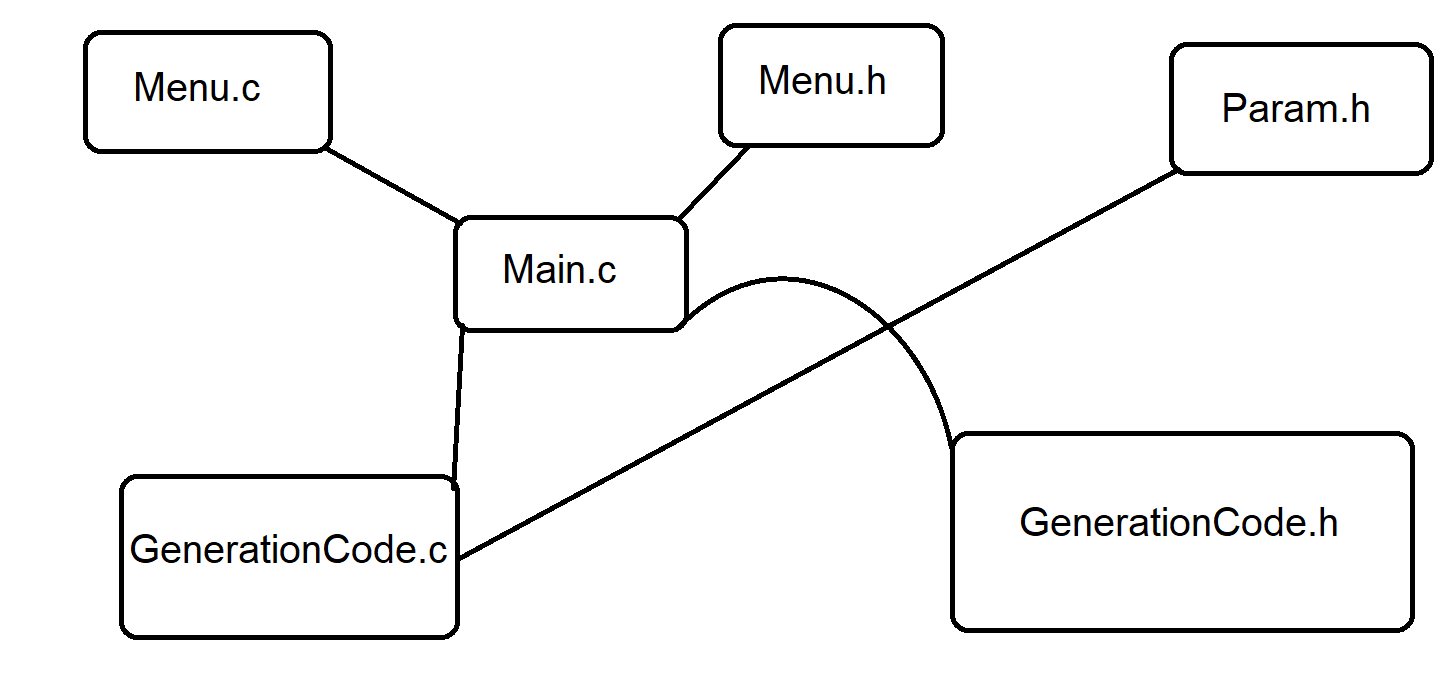 Menu.c
Menu.h
Param.h
Main.c
GenerationCode.c
GenerationCode.h